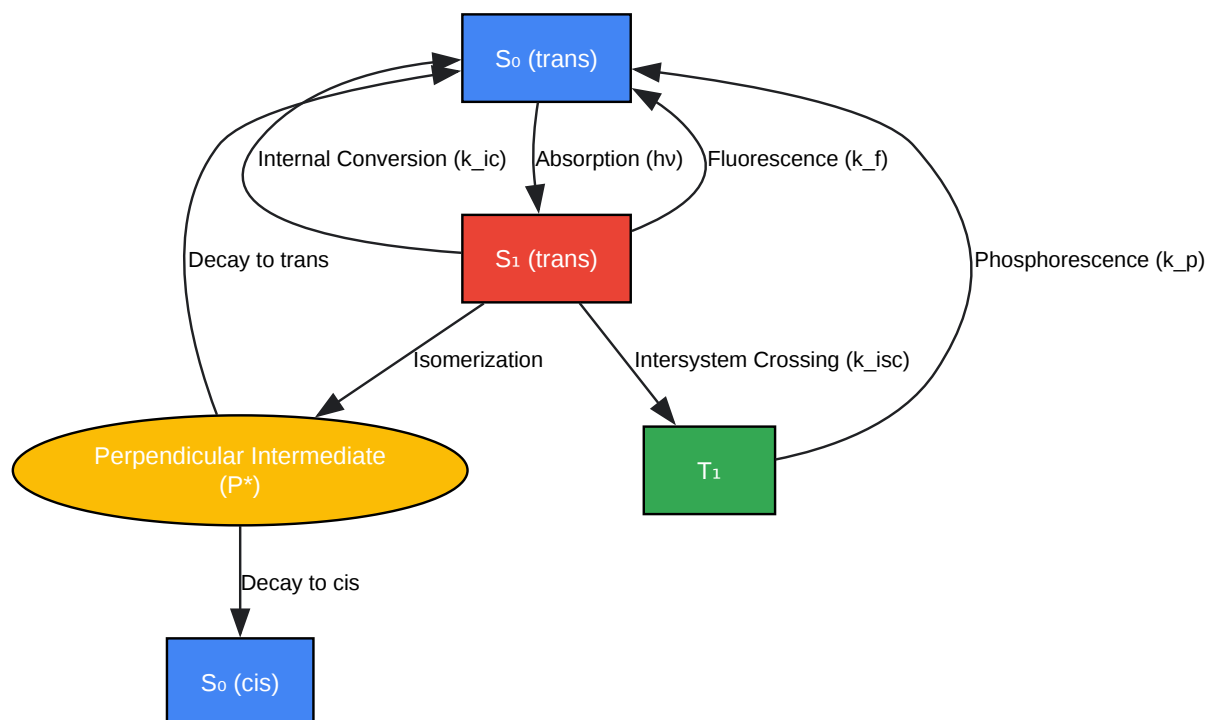 S₀ (trans)
Internal Conversion (k_ic)
Absorption (hν)
Fluorescence (k_f)
Decay to trans
S₁ (trans)
Phosphorescence (k_p)
Isomerization
Intersystem Crossing (k_isc)
Perpendicular Intermediate
(P*)
T₁
Decay to cis
S₀ (cis)